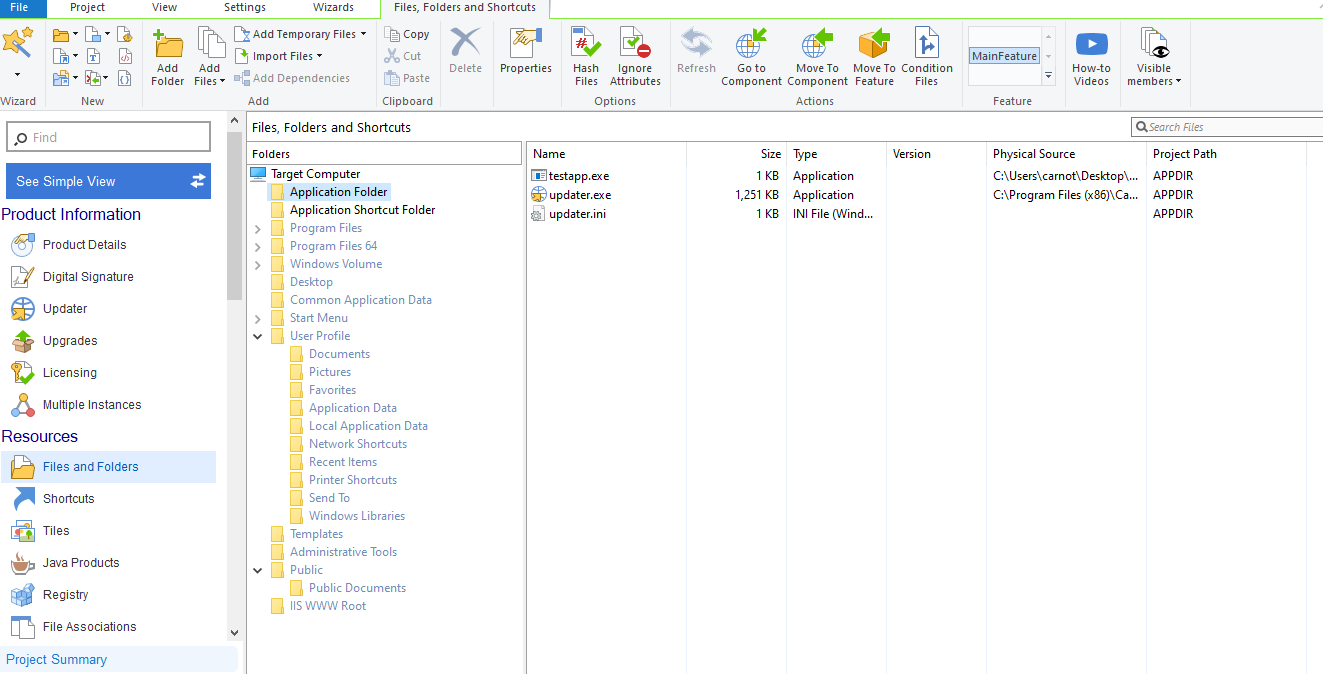 File Project View Settings Wizards Files, Folders and Shortcuts
Add Temporary Files Copy
Import Files Cut
Add Dependencies Paste
Add Folder
Add Files
Delete
Properties
Hash Files
Ignore Attributes
Refresh
Go to Component
Move To Component
Move To Feature
Condition Files
MainFeature
How-to Videos
Visible members
Wizard New Add Clipboard Options Actions Feature
Find
See Simple View
Product Information
Product Details
Digital Signature
Updater
Upgrades
Licensing
Multiple Instances
Resources
Files and Folders
Shortcuts
Tiles
Java Products
Registry
File Associations
Project Summary
Files, Folders and Shortcuts
Search Files
Folders
Target Computer
Application Folder
Application Shortcut Folder
Program Files
Program Files 64
Windows Volume
Desktop
Common Application Data
Start Menu
User Profile
Documents
Pictures
Favorites
Application Data
Local Application Data
Network Shortcuts
Recent Items
Printer Shortcuts
Send To
Windows Libraries
Templates
Administrative Tools
Public
Public Documents
IIS WWW Root
Name Size Type Version Physical Source Project Path
testapp.exe 1 KB Application C:\Users\carnot\Desktop\... APPDIR
updater.exe 1,251 KB Application C:\Program Files (x86)\Ca... APPDIR
updater.ini 1 KB INI File (Wind... APPDIR